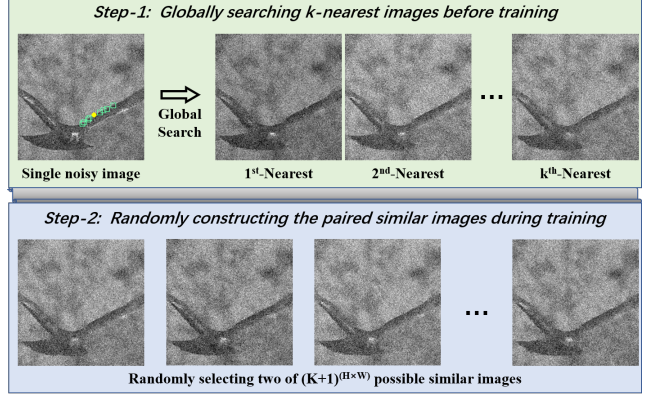 Step-1: Globally searching k-nearest images before training
Global
Search
...
Single noisy image
1st-Nearest
2nd-Nearest
kth-Nearest
Step-2: Randomly constructing the paired similar images during training
...
Randomly selecting two of (K+1)(H×W) possible similar images